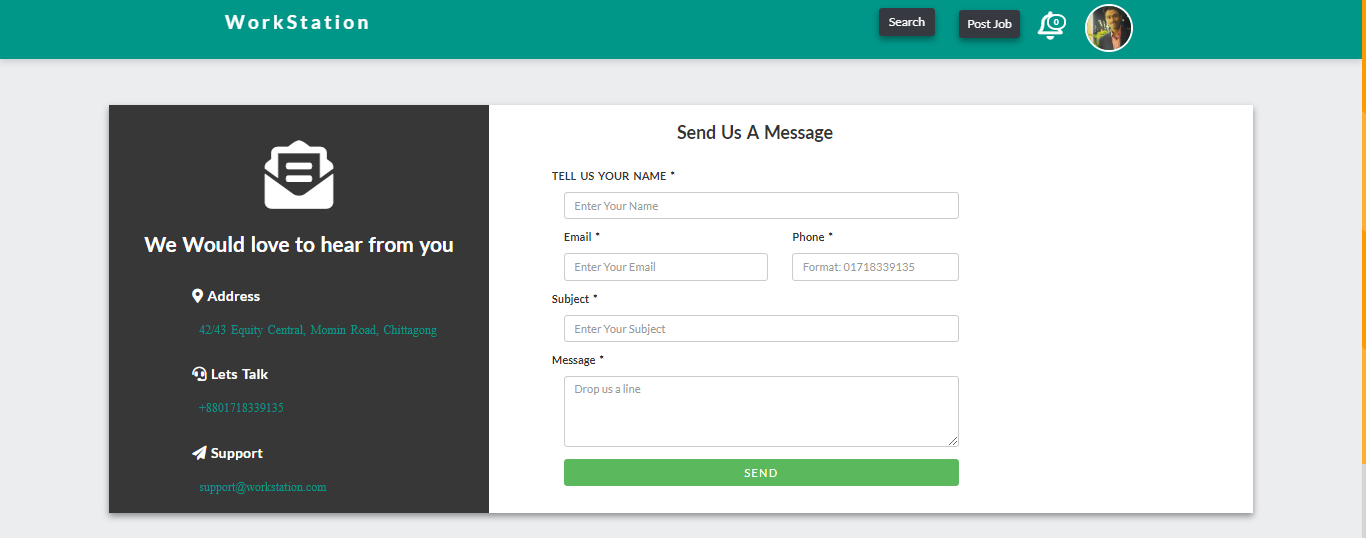 WorkStation
Search
Post Job
0
We Would love to hear from you
Address
42/43 Equity Central, Momin Road, Chittagong
Lets Talk
+8801718339135
Support
support@workstation.com
Send Us A Message
TELL US YOUR NAME *
Enter Your Name
Email *
Phone *
Enter Your Email
Format: 01718339135
Subject *
Enter Your Subject
Message *
Drop us a line
SEND